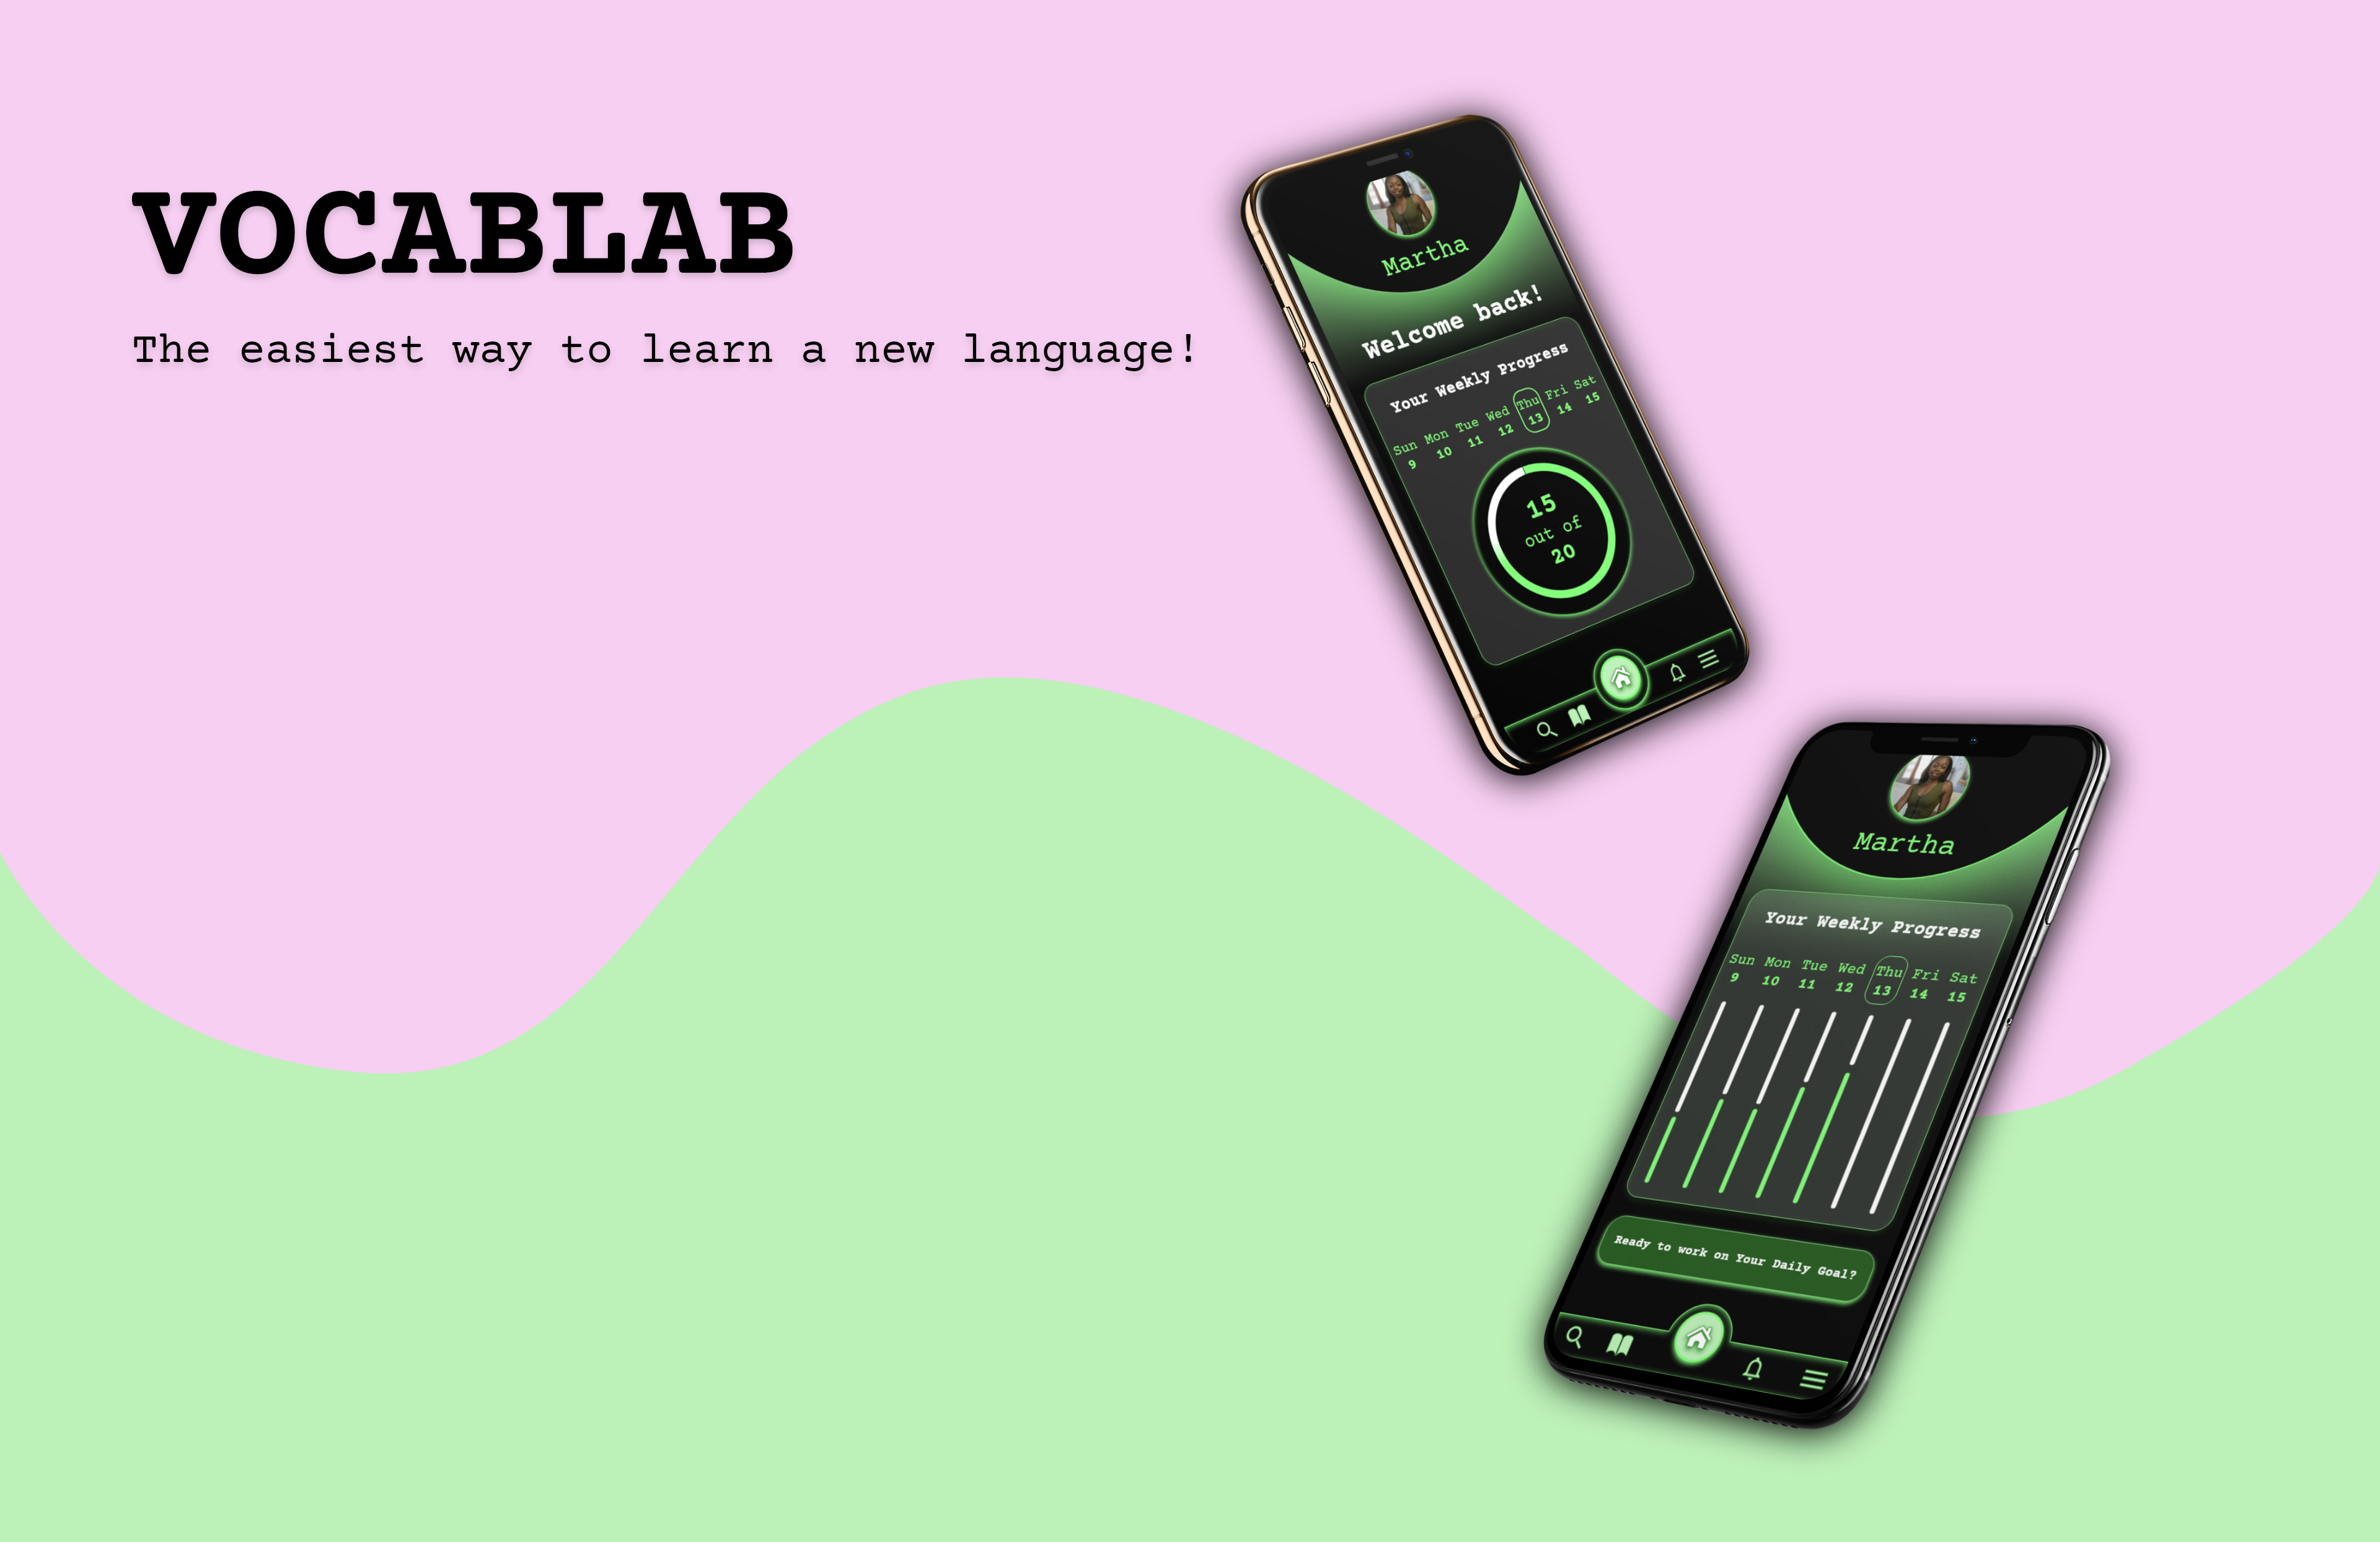 VOCABLAB
The easiest way to learn a new language!
Martha
Welcome back!
Your Weekly Progress
Sun Mon Tue Wed Thu Fri Sat
9 10 11 12 13 14 15
15
out of
20
Martha
Your Weekly Progress
Sun Mon Tue Wed Thu Fri Sat
9 10 11 12 13 14 15
Ready to work on Your Daily Goal?